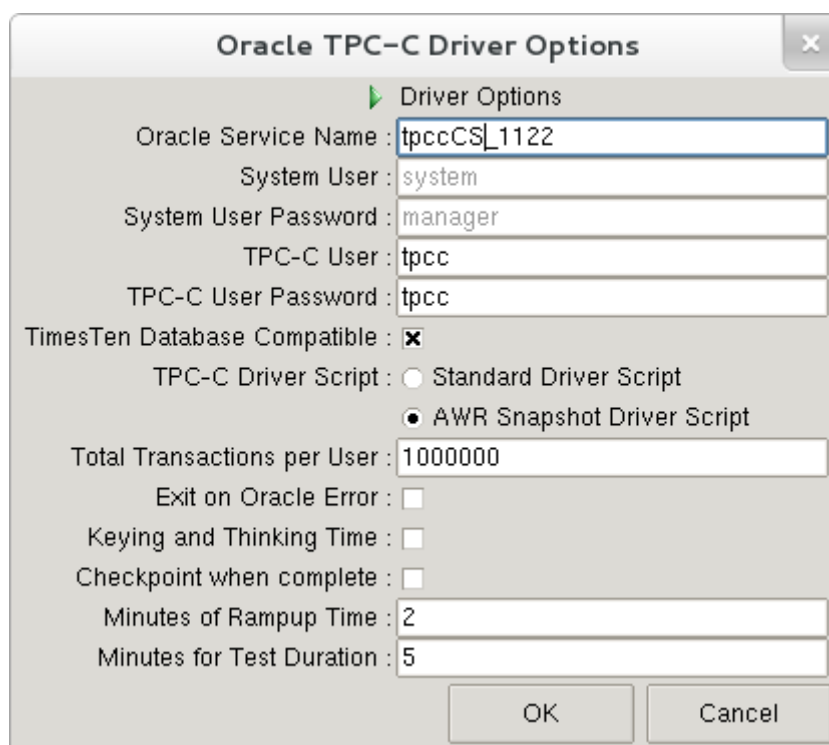 Oracle TPC-C Driver Options
Driver Options
Oracle Service Name : tpccCS_1122
System User : system
System User Password : manager
TPC-C User : tpcc
TPC-C User Password : tpcc
TimesTen Database Compatible :
TPC-C Driver Script : Standard Driver Script
AWR Snapshot Driver Script
Total Transactions per User : 1000000
Exit on Oracle Error :
Keying and Thinking Time :
Checkpoint when complete :
Minutes of Rampup Time : 2
Minutes for Test Duration : 5
OK Cancel